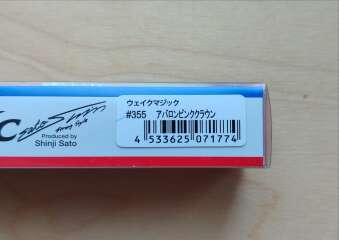 ウェイクマジック
#355 アバロンピンククラウン
4 533625 071774
C
Produced by
Shinji Sato